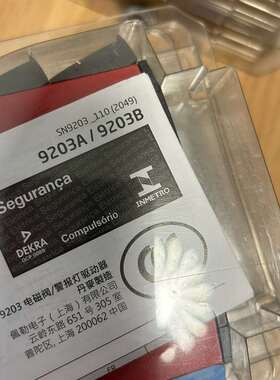 SN9203_110 (2049)
9203A / 9203B
Segurança
DEKRA
Compulsório
INMETRO
9203 电磁阀/警报灯驱动器
丹麥製造
佩勒电子（上海）有限公司
云岭东路 651 号 305 室
普陀区, 上海 200062 中国